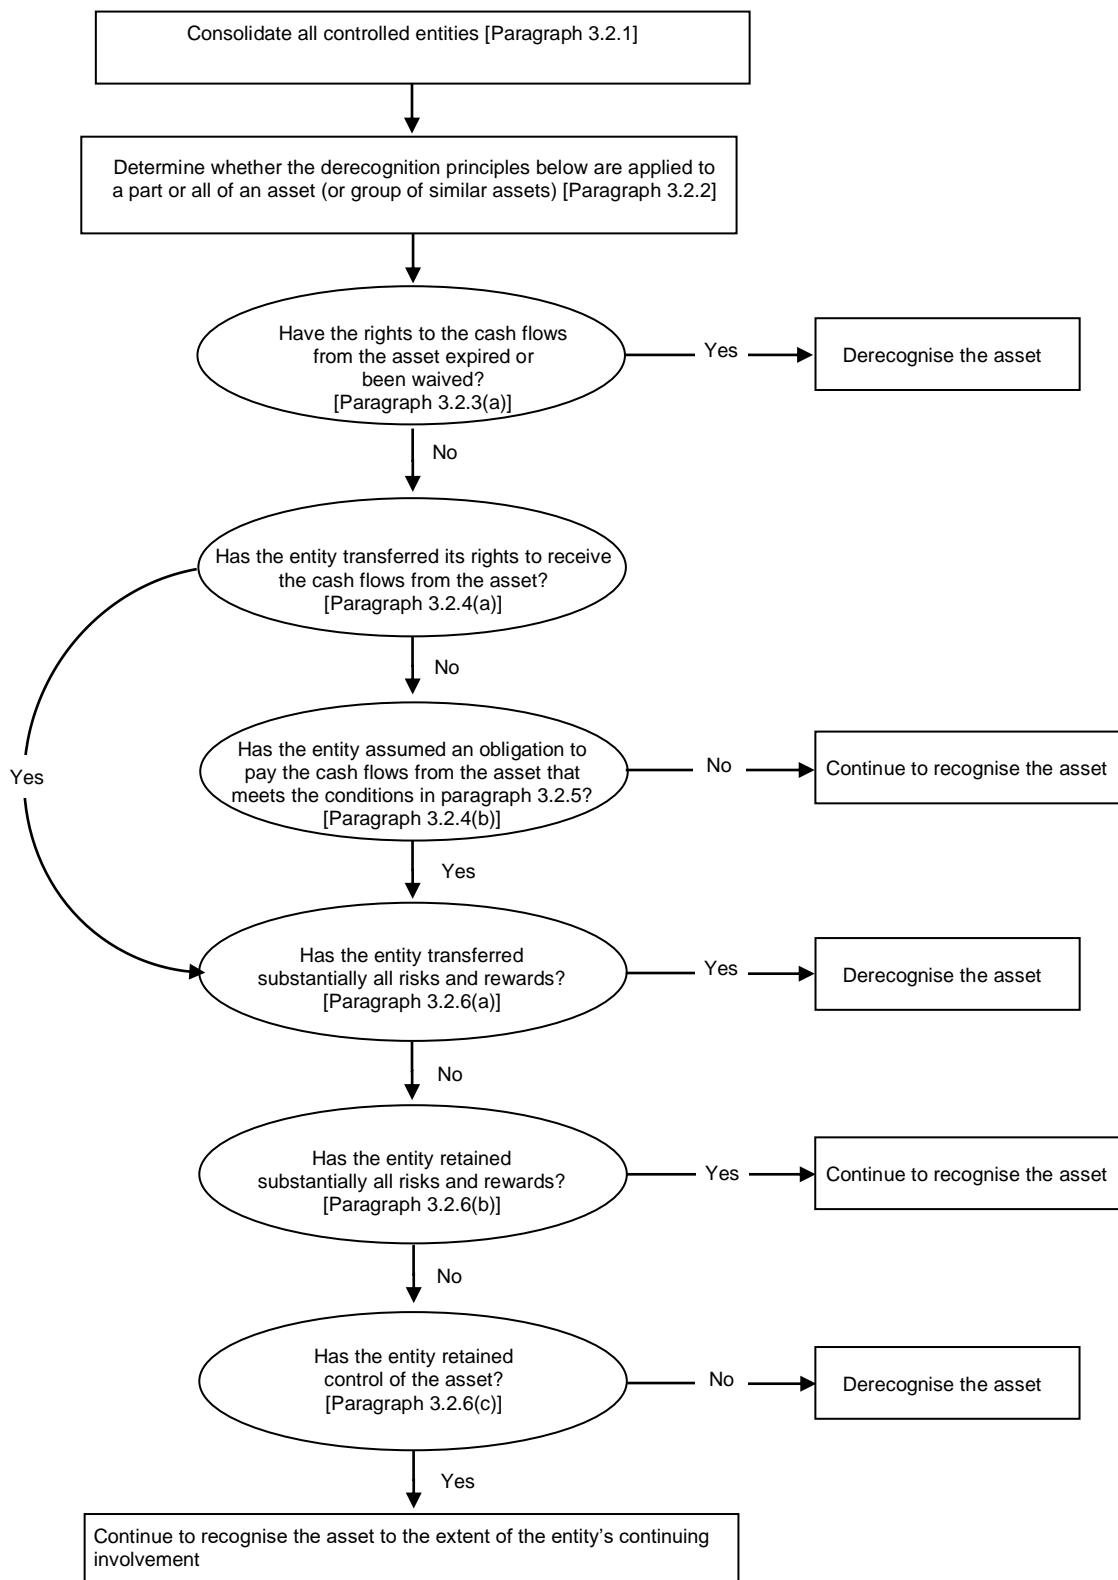 Consolidate all controlled entities [Paragraph 3.2.1]
Determine whether the derecognition principles below are applied to
a part or all of an asset (or group of similar assets) [Paragraph 3.2.2]
Have the rights to the cash flows
from the asset expired or
been waived?
[Paragraph 3.2.3(a)]
Yes
Derecognise the asset
No
Has the entity transferred its rights to receive
the cash flows from the asset?
[Paragraph 3.2.4(a)]
Yes
No
Has the entity assumed an obligation to
pay the cash flows from the asset that
meets the conditions in paragraph 3.2.5?
[Paragraph 3.2.4(b)]
No
Continue to recognise the asset
Yes
Has the entity transferred
substantially all risks and rewards?
[Paragraph 3.2.6(a)]
Yes
Derecognise the asset
No
Has the entity retained
substantially all risks and rewards?
[Paragraph 3.2.6(b)]
Yes
Continue to recognise the asset
No
Has the entity retained
control of the asset?
[Paragraph 3.2.6(c)]
No
Derecognise the asset
Yes
Continue to recognise the asset to the extent of the entity’s continuing
involvement